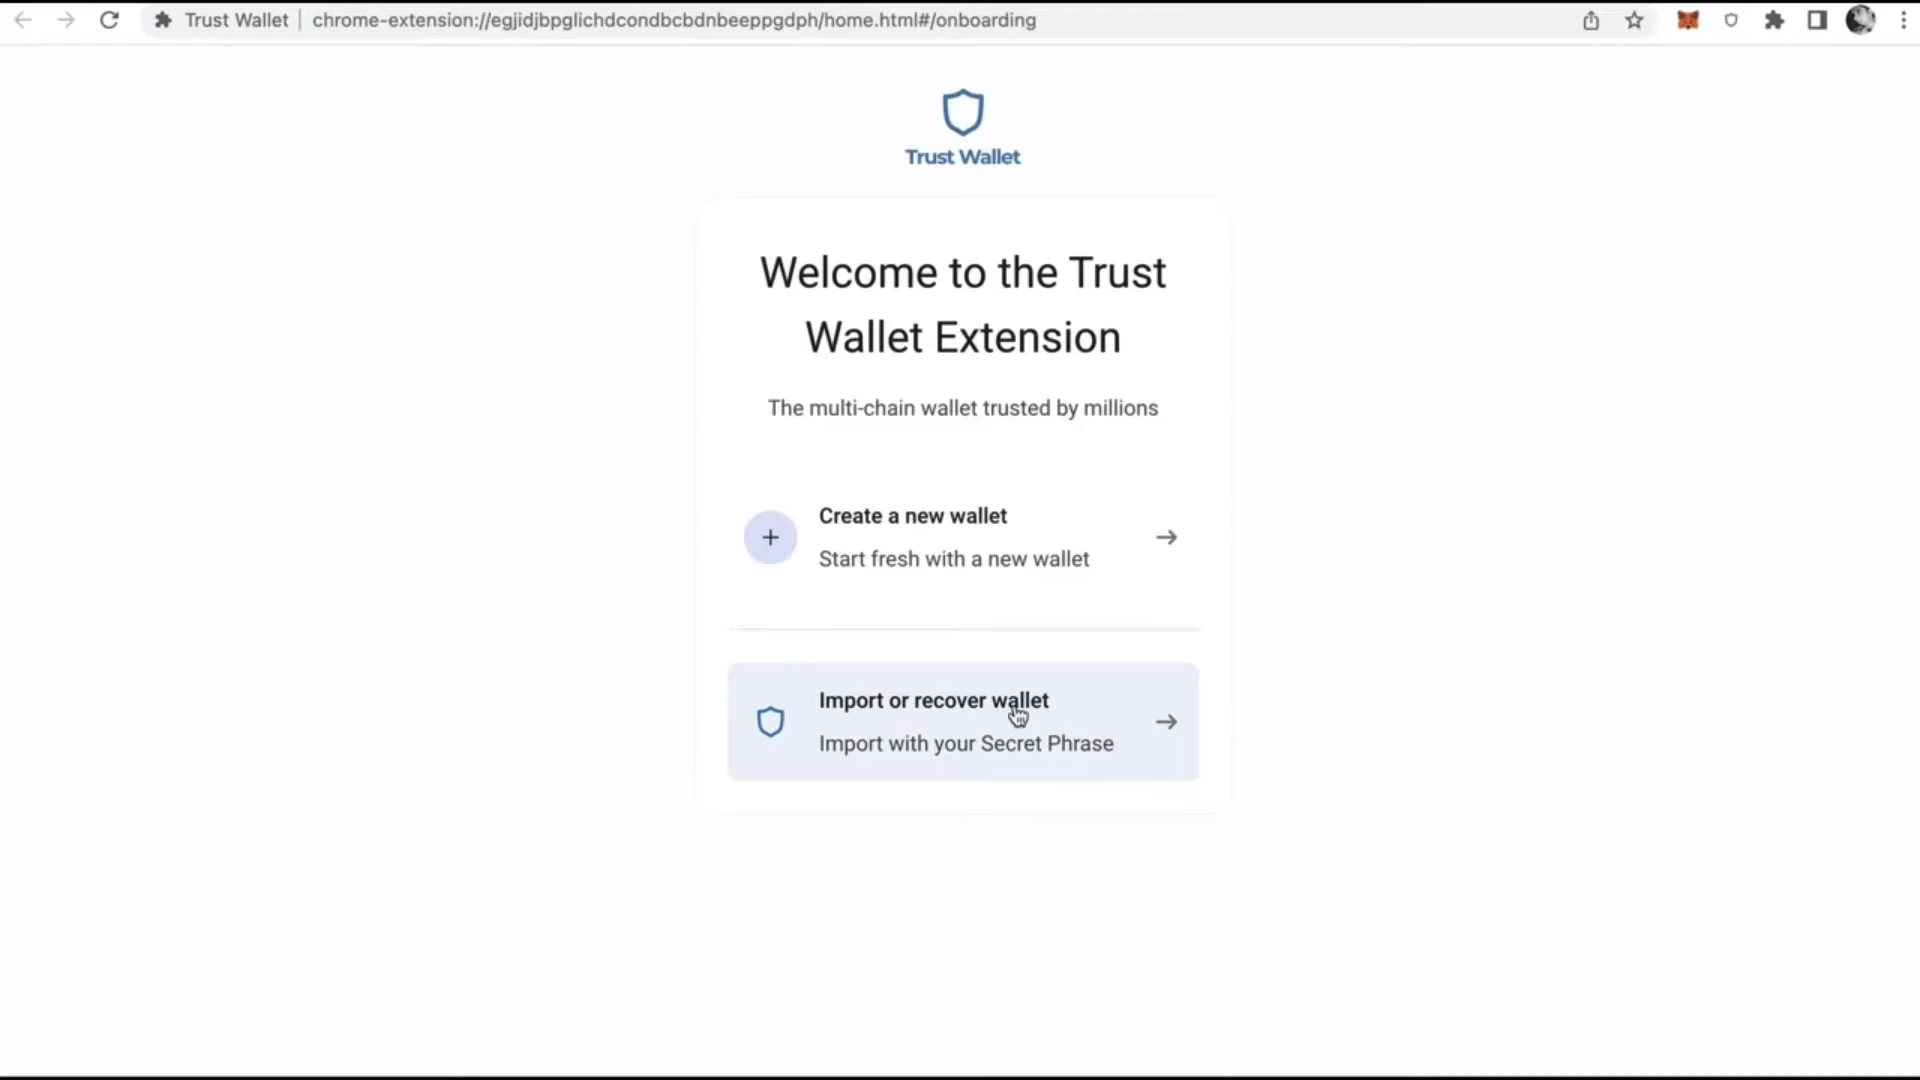 Trust Wallet | chrome-extension://egjidjbpglichdcondbcbdnbeeppgdph/home.html#/onboarding
Trust Wallet
Welcome to the Trust
Wallet Extension
The multi-chain wallet trusted by millions
Create a new wallet
Start fresh with a new wallet
Import or recover wallet
Import with your Secret Phrase